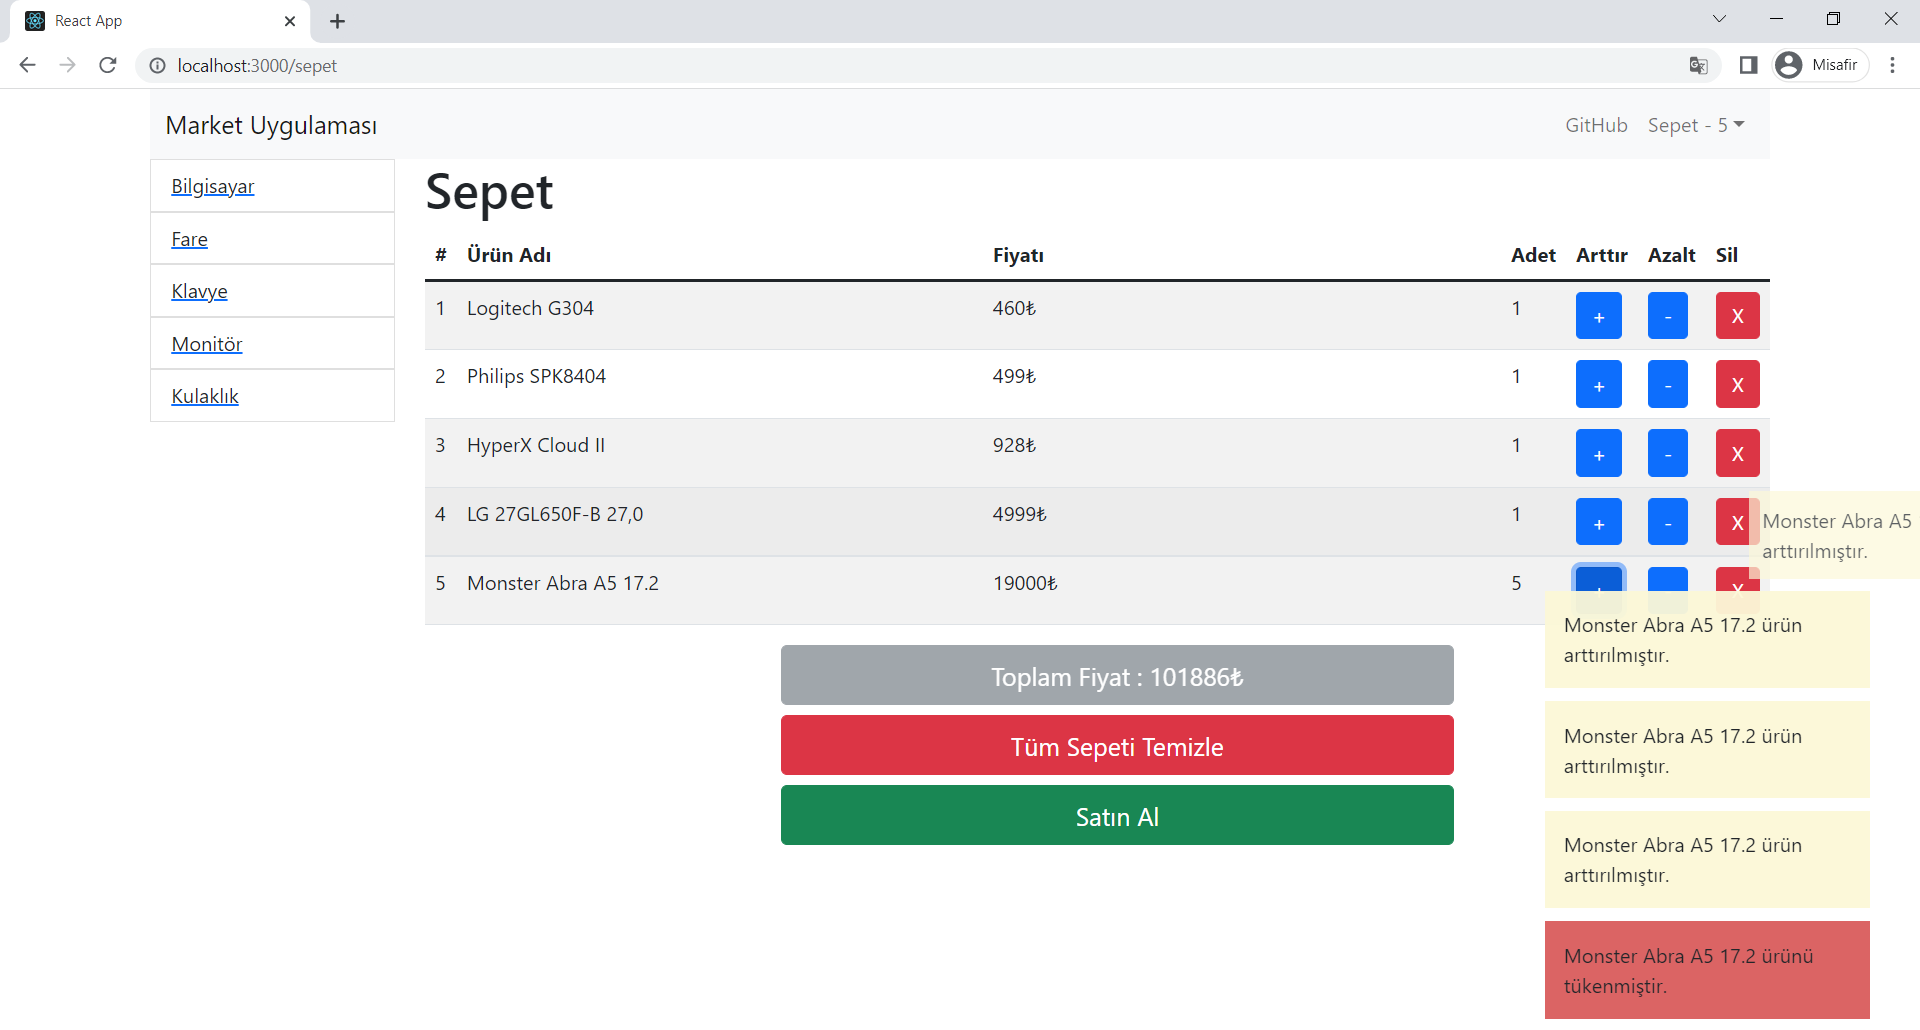 React App
localhost:3000/sepet
Misafir
Market Uygulaması
GitHub
Sepet - 5
Bilgisayar
Fare
Klavye
Monitör
Kulaklık
Sepet
# Ürün Adı Fiyatı Adet Arttır Azalt Sil
1 Logitech G304 460₺ 1 + - X
2 Philips SPK8404 499₺ 1 + - X
3 HyperX Cloud II 928₺ 1 + - X
4 LG 27GL650F-B 27,0 4999₺ 1 + - X
5 Monster Abra A5 17.2 19000₺ 5 + - X
Toplam Fiyat : 101886₺
Tüm Sepeti Temizle
Satın Al
Monster Abra A5
arttırılmıştır.
Monster Abra A5 17.2 ürün
arttırılmıştır.
Monster Abra A5 17.2 ürün
arttırılmıştır.
Monster Abra A5 17.2 ürün
arttırılmıştır.
Monster Abra A5 17.2 ürünü
tükenmiştir.